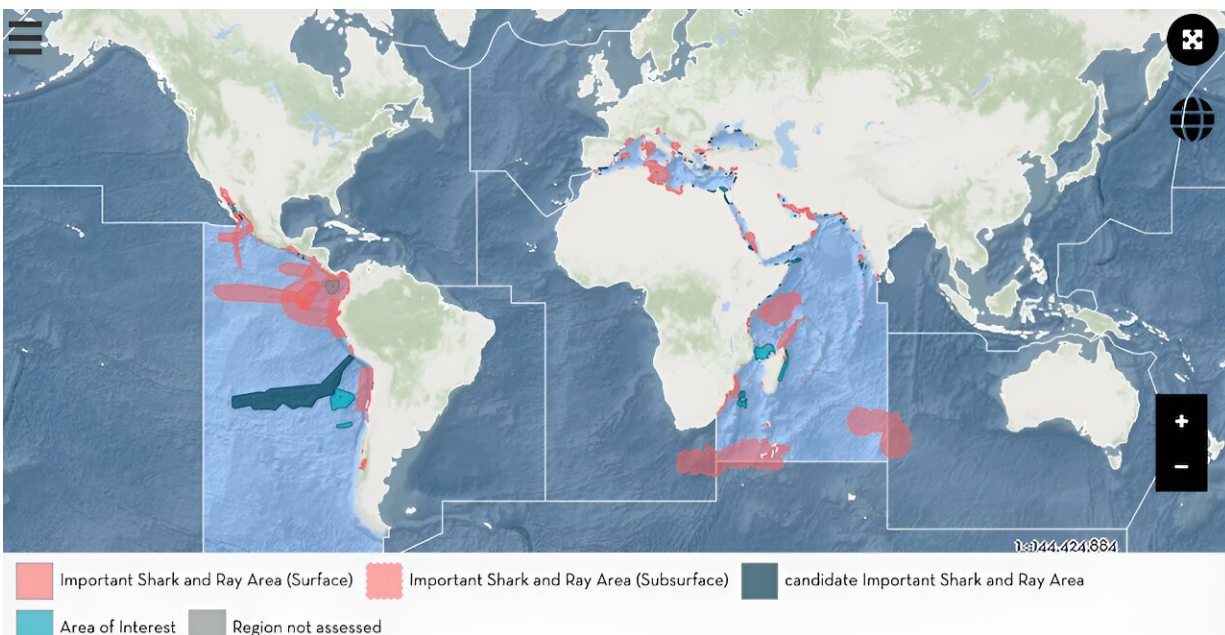 +
−
1:144,424,884
Important Shark and Ray Area (Surface) Important Shark and Ray Area (Subsurface) candidate Important Shark and Ray Area
Area of Interest Region not assessed